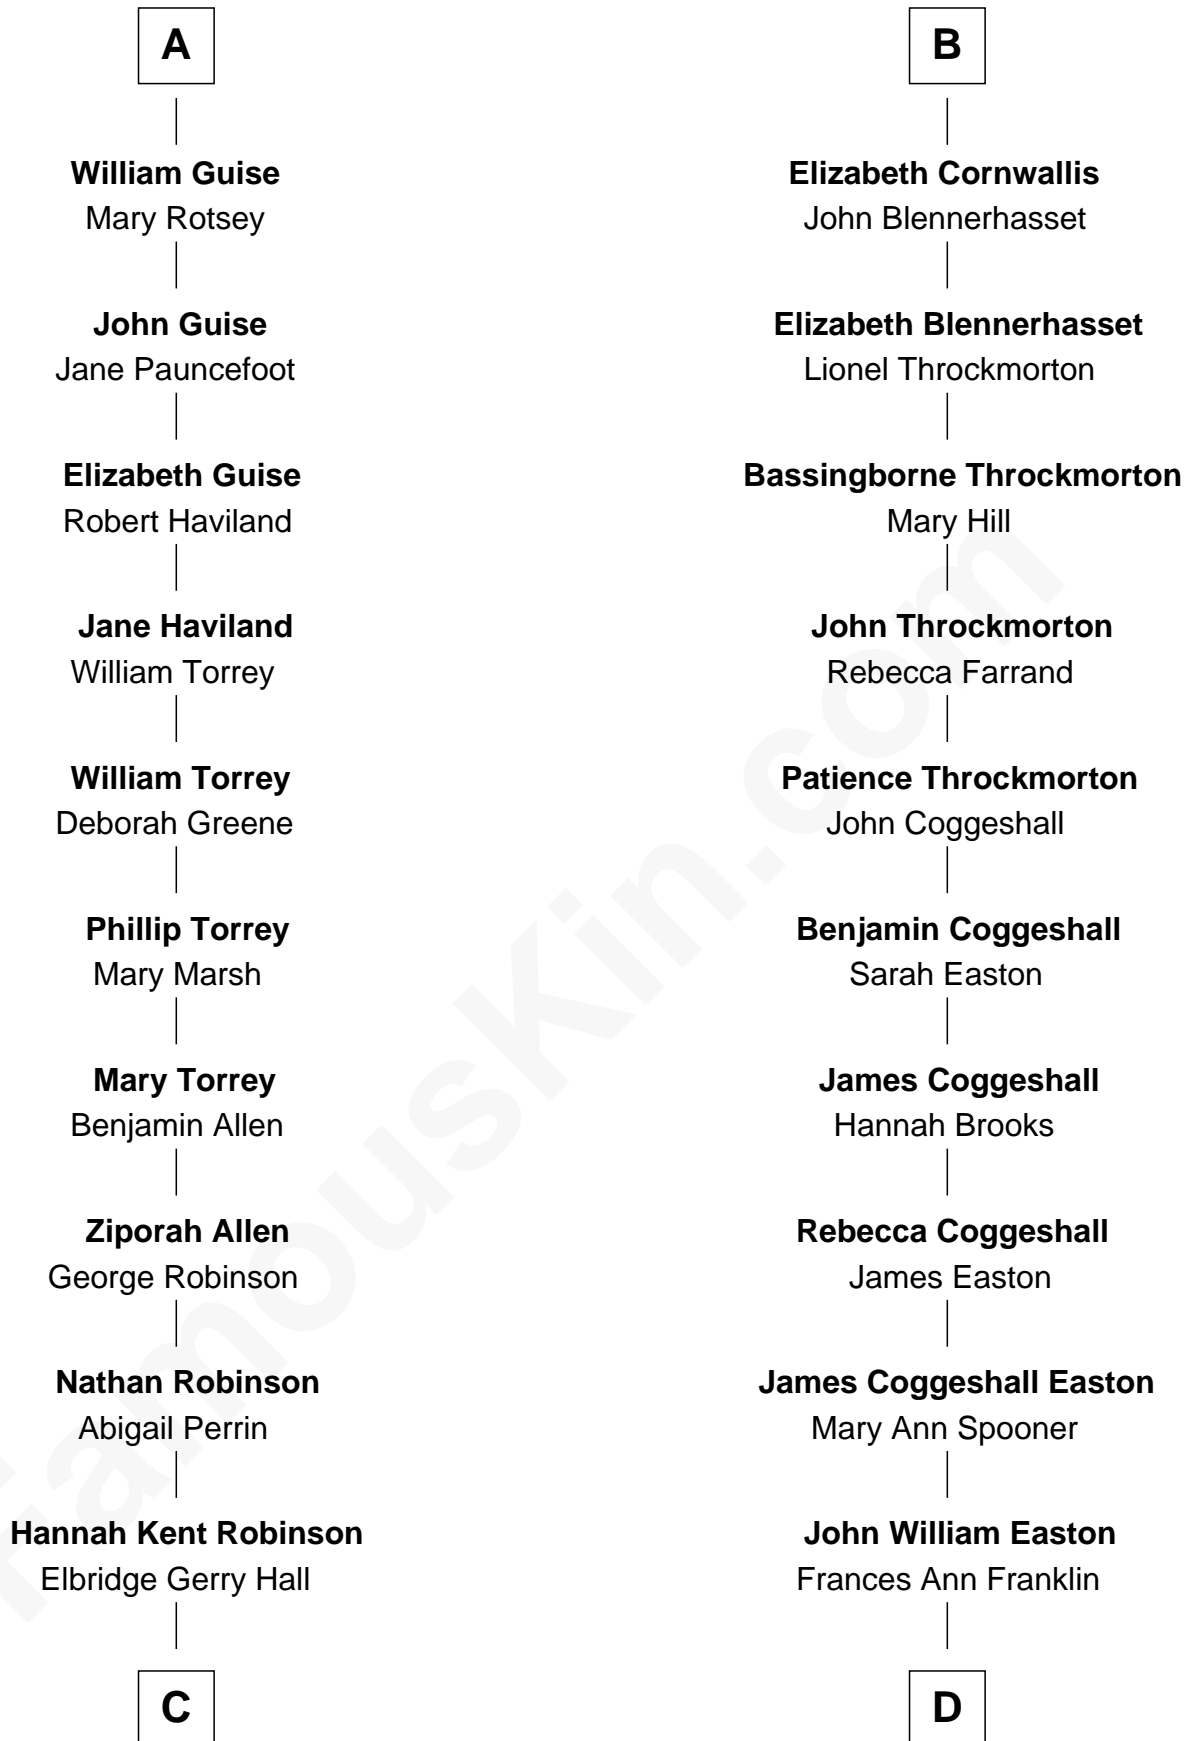 A
William Guise
Mary Rotsey
John Guise
Jane Pauncefoot
Elizabeth Guise
Robert Haviland
Jane Haviland
William Torrey
William Torrey
Deborah Greene
Phillip Torrey
Mary Marsh
Mary Torrey
Benjamin Allen
Ziporah Allen
George Robinson
Nathan Robinson
Abigail Perrin
Hannah Kent Robinson
Elbridge Gerry Hall
C
B
Elizabeth Cornwallis
John Blennerhasset
Elizabeth Blennerhasset
Lionel Throckmorton
Bassingborne Throckmorton
Mary Hill
John Throckmorton
Rebecca Farrand
Patience Throckmorton
John Coggeshall
Benjamin Coggeshall
Sarah Easton
James Coggeshall
Hannah Brooks
Rebecca Coggeshall
James Easton
James Coggeshall Easton
Mary Ann Spooner
John William Easton
Frances Ann Franklin
D
famouskin.com